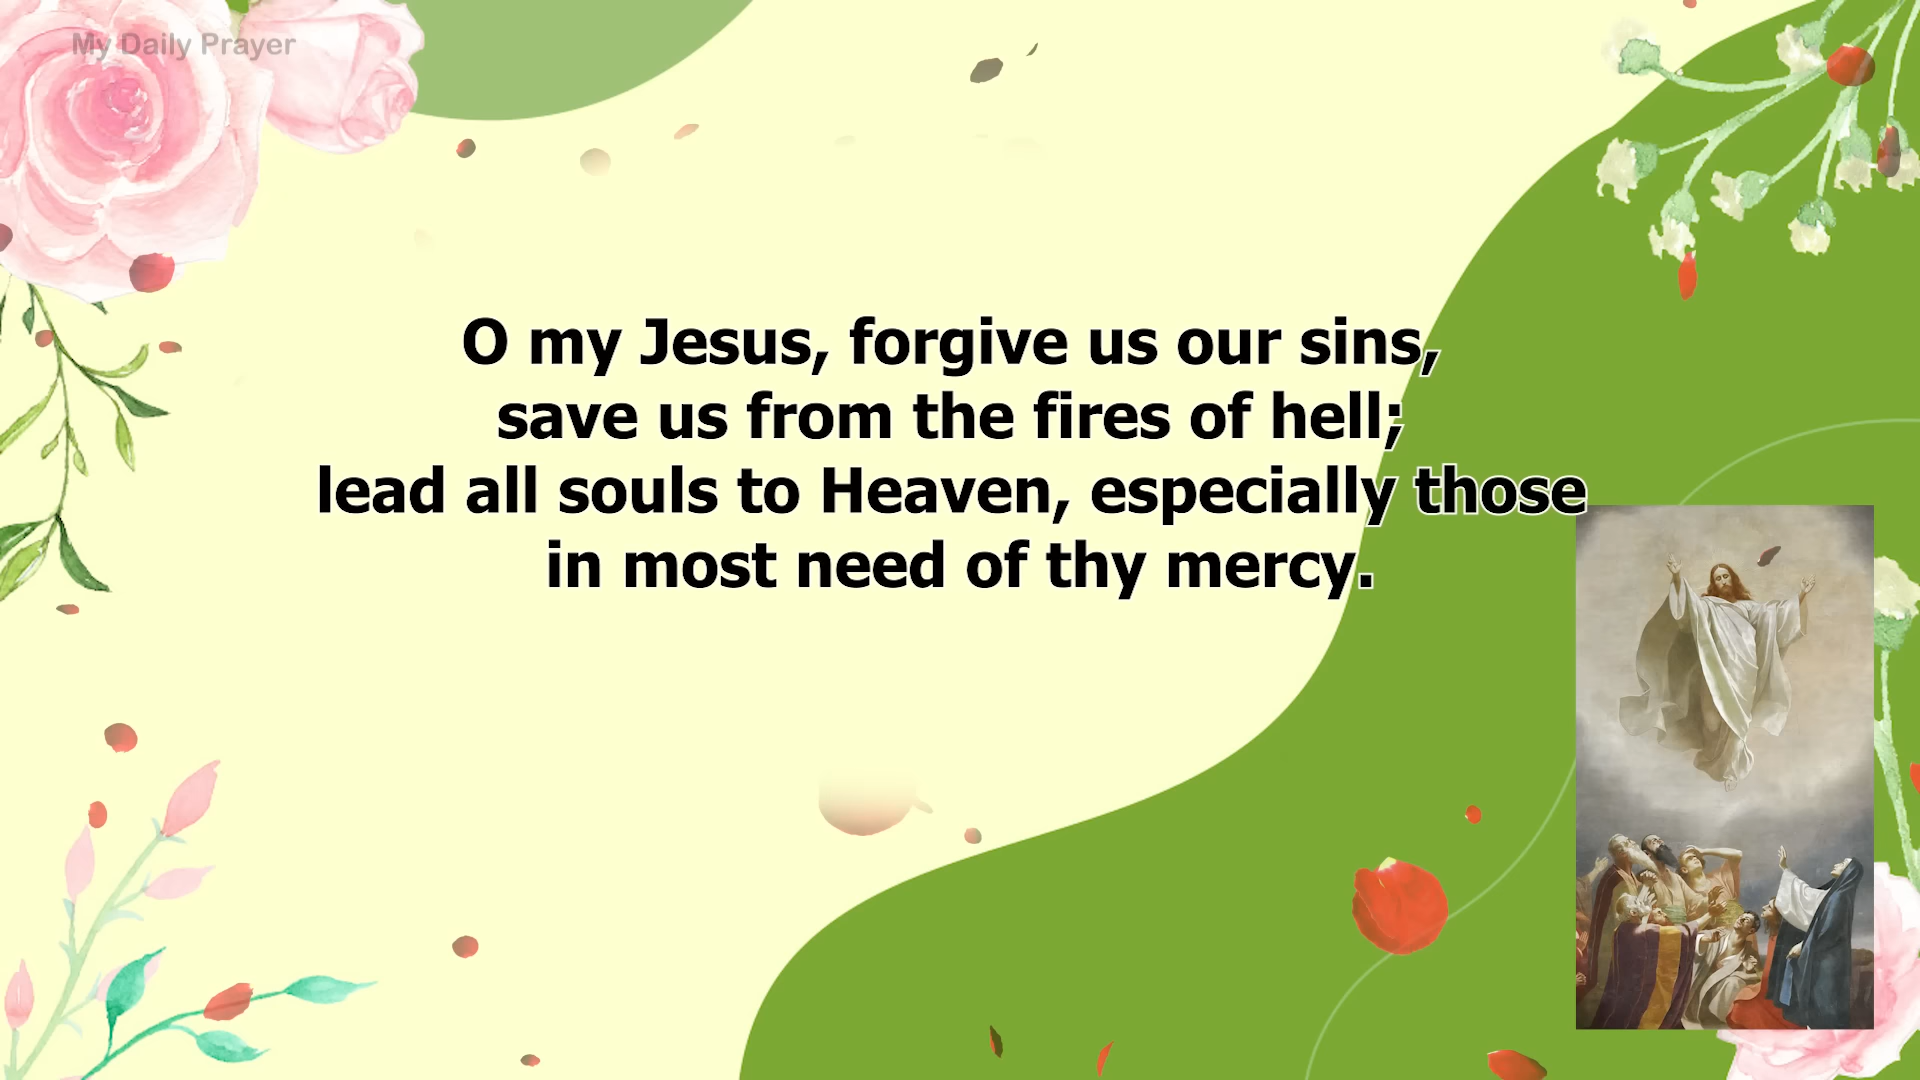 My Daily Prayer
O my Jesus, forgive us our sins,
save us from the fires of hell;
lead all souls to Heaven, especially those
in most need of thy mercy.